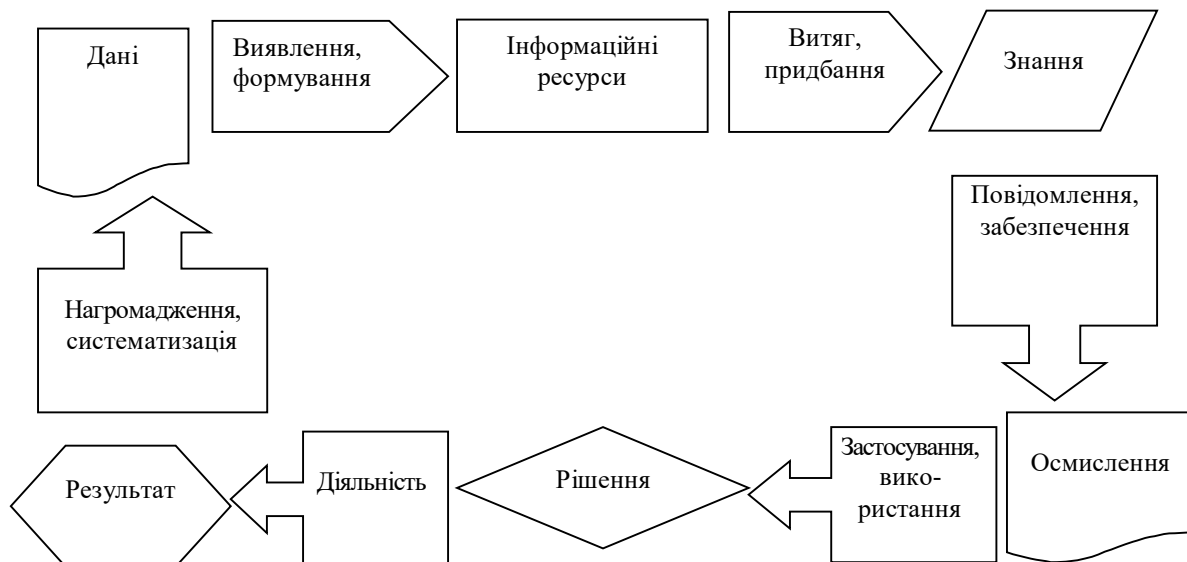 Дані
Виявлення,
формування
Інформаційні
ресурси
Витяг,
придбання
Знання
Повідомлення,
забезпечення
Нагромадження,
систематизація
Результат
Діяльність
Рішення
Застосування,
вико-
ристання
Осмислення